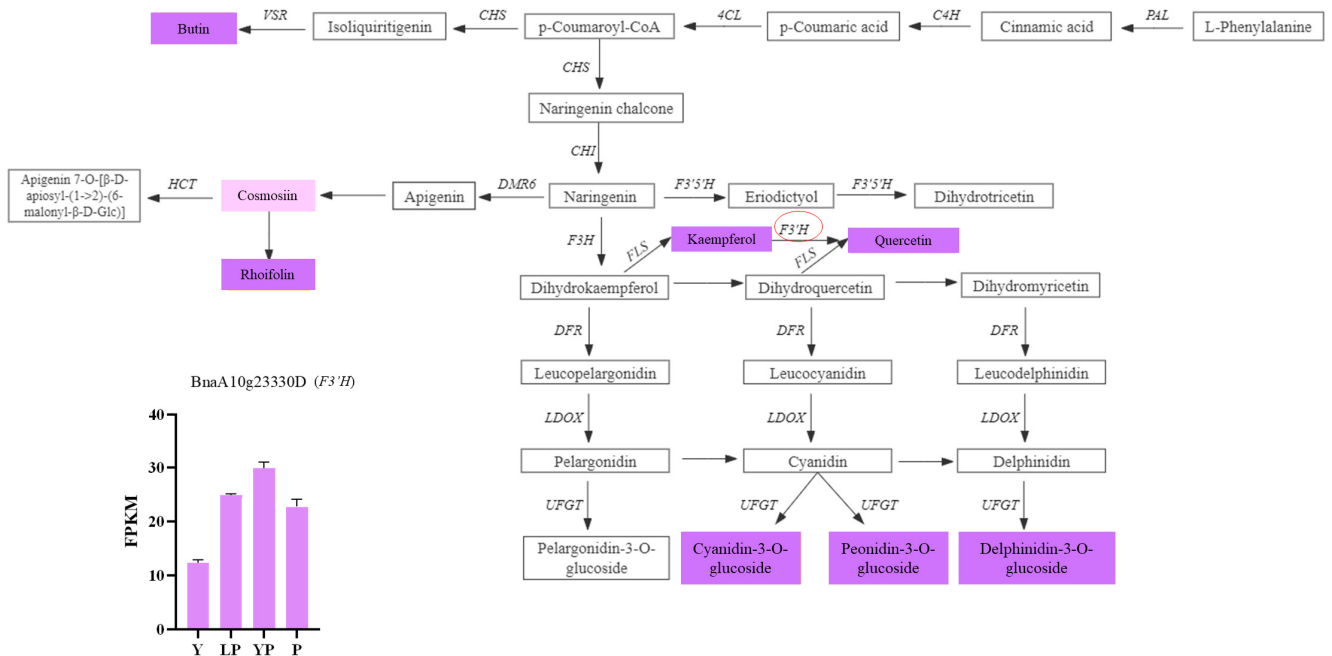 Butin
VSR
Isoliquiritigenin
CHS
p-Coumaroyl-CoA
4CL
p-Coumaric acid
C4H
Cinnamic acid
PAL
L-Phenylalanine
CHS
Naringenin chalcone
CHI
Apigenin 7-O-[β-D-
apiosyl-(1->2)-(6-
malonyl-β-D-Glc)]
HCT
Cosmosiin
Apigenin
DMR6
Naringenin
F3'5'H
Eriodictyol
F3'5'H
Dihydrotricetin
Rhoifolin
F3H
FLS
Kaempferol
F3'H
FLS
Quercetin
Dihydrokaempferol
Dihydroquercetin
Dihydromyricetin
DFR
DFR
DFR
Leucopelargonidin
Leucocyanidin
Leucodelphinidin
LDOX
LDOX
LDOX
Pelargonidin
Cyanidin
Delphinidin
UFGT
UFGT
UFGT
UFGT
Pelargonidin-3-O-
glucoside
Cyanidin-3-O-
glucoside
Peonidin-3-O-
glucoside
Delphinidin-3-O-
glucoside
BnaA10g23330D (F3'H)
FPKM
40
30
20
10
0
Y LP YP P